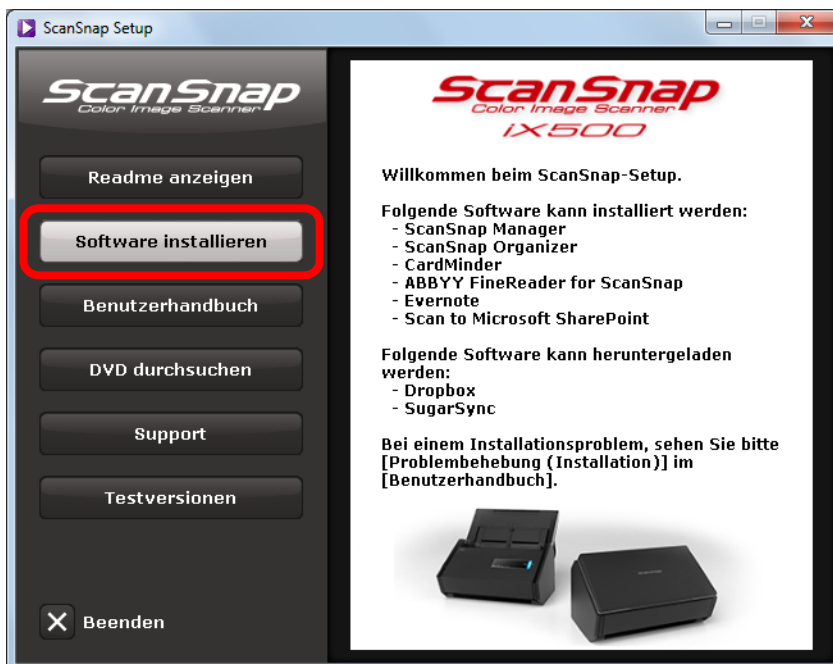 ScanSnap Setup
ScanSnap
Color Image Scanner
Readme anzeigen
Software installieren
Benutzerhandbuch
DVD durchsuchen
Support
Testversionen
Beenden
ScanSnap
Color Image Scanner
iX500
Willkommen beim ScanSnap-Setup.
Folgende Software kann installiert werden:
- ScanSnap Manager
- ScanSnap Organizer
- CardMinder
- ABBYY FineReader for ScanSnap
- Evernote
- Scan to Microsoft SharePoint
Folgende Software kann heruntergeladen
werden:
- Dropbox
- SugarSync
Bei einem Installationsproblem, sehen Sie bitte
[Problembehebung (Installation)] im
[Benutzerhandbuch].